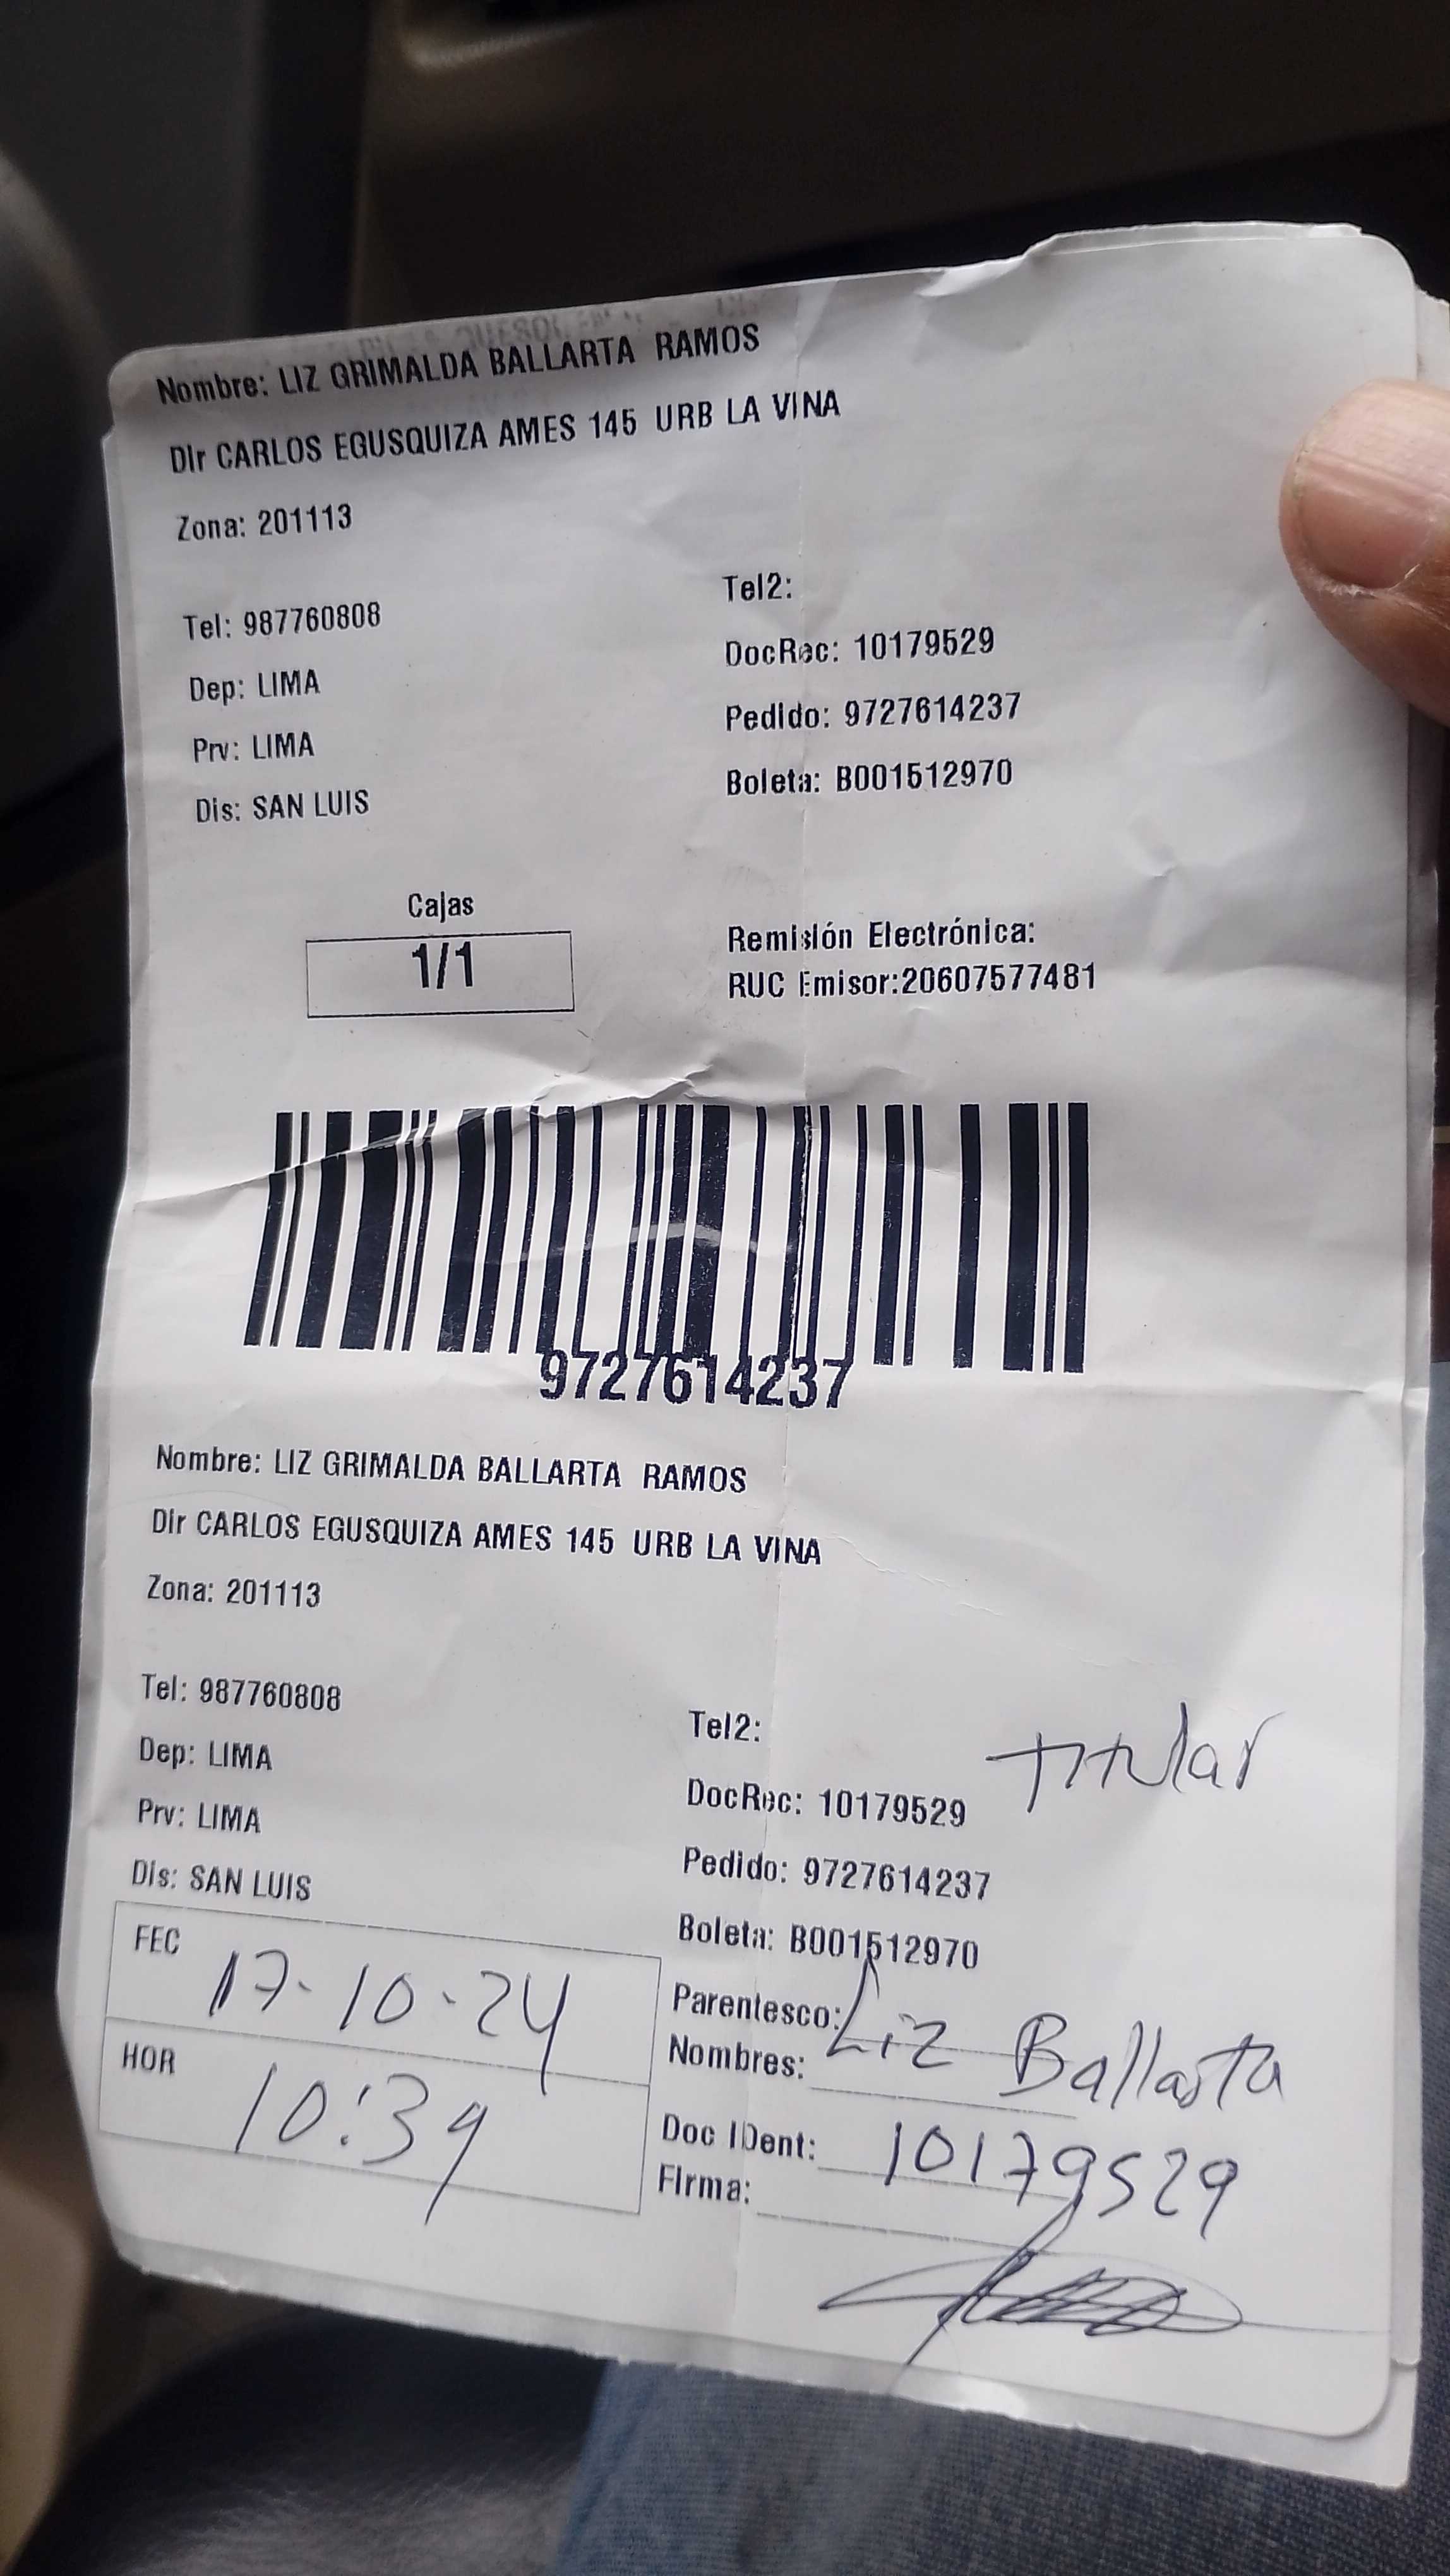 Nombre: LIZ GRIMALDA BALLARTA RAMOS
Dir CARLOS EGUSQUIZA AMES 145 URB LA VINA
Zona: 201113
Tel: 987760808
Dep: LIMA
Prv: LIMA
Dis: SAN LUIS
Tel2:
DocRec: 10179529
Pedido: 9727614237
Boleta: B001512970
Cajas
1/1
Remisión Electrónica:
RUC Emisor:20607577481
9727614237
Nombre: LIZ GRIMALDA BALLARTA RAMOS
Dir CARLOS EGUSQUIZA AMES 145 URB LA VINA
Zona: 201113
Tel: 987760808
Dep: LIMA
Prv: LIMA
Dis: SAN LUIS
Tel2:
DocRec: 10179529 titular
Pedido: 9727614237
Boleta: B001512970
FEC 17-10-24
HOR 10:39
Parentesco:
Nombres: Liz Ballarta
Doc IDent: 10179529
Firma: